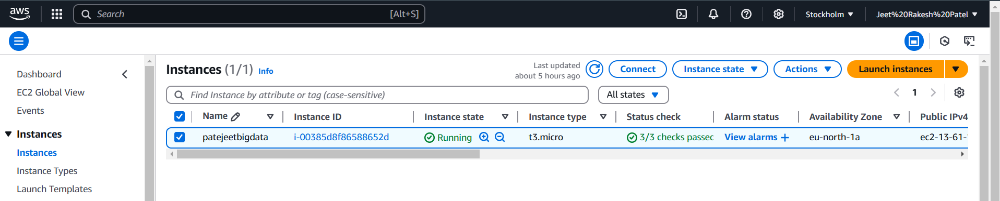 aws Search [Alt+S] Stockholm Jeet%20Rakesh%20Patel
Dashboard
EC2 Global View
Events
Instances
Instances
Instance Types
Launch Templates
Instances (1/1) Info
Last updated
about 5 hours ago
Connect Instance state Actions Launch instances
Find Instance by attribute or tag (case-sensitive) All states 1
Name Instance ID Instance state Instance type Status check Alarm status Availability Zone Public IPv4
patejeetbigdata i-00385d8f86588652d Running t3.micro 3/3 checks passed View alarms + eu-north-1a ec2-13-61-